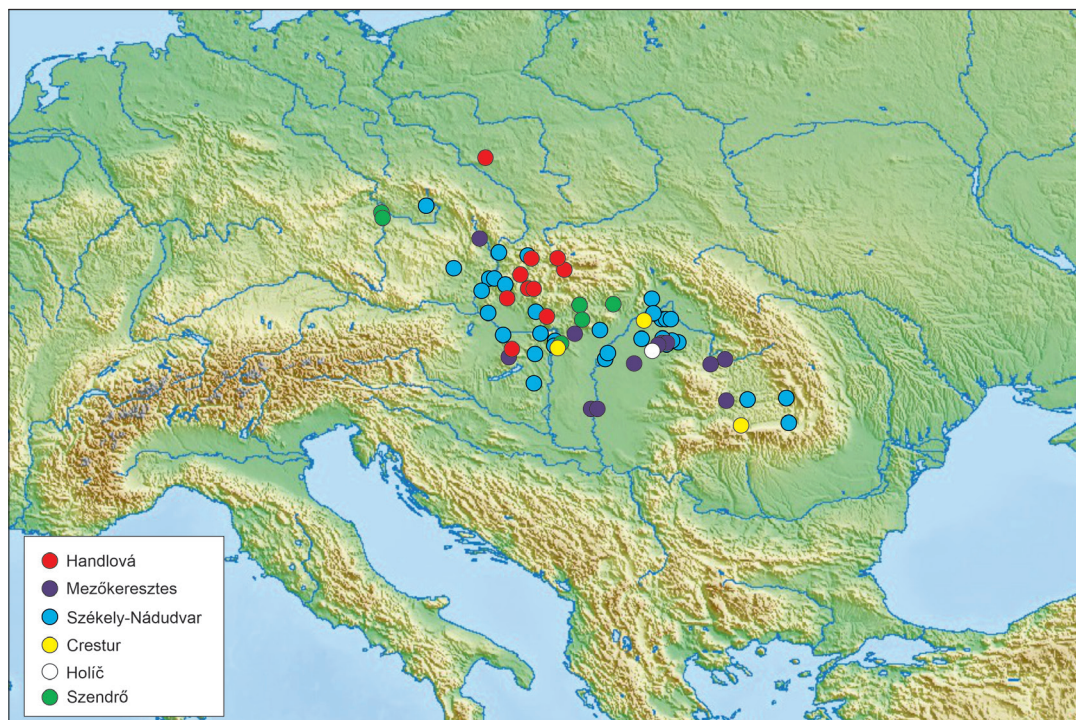 Handlová
Mezőkeresztes
Székely-Nádudvar
Crestur
Holíč
Szendrő